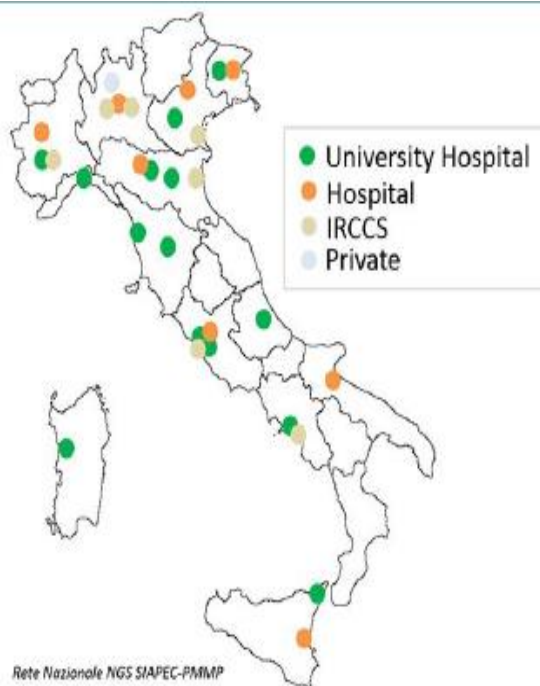 University Hospital
Hospital
IRCCS
Private
Rete Nazionale NGS SIAPEC-PMMP